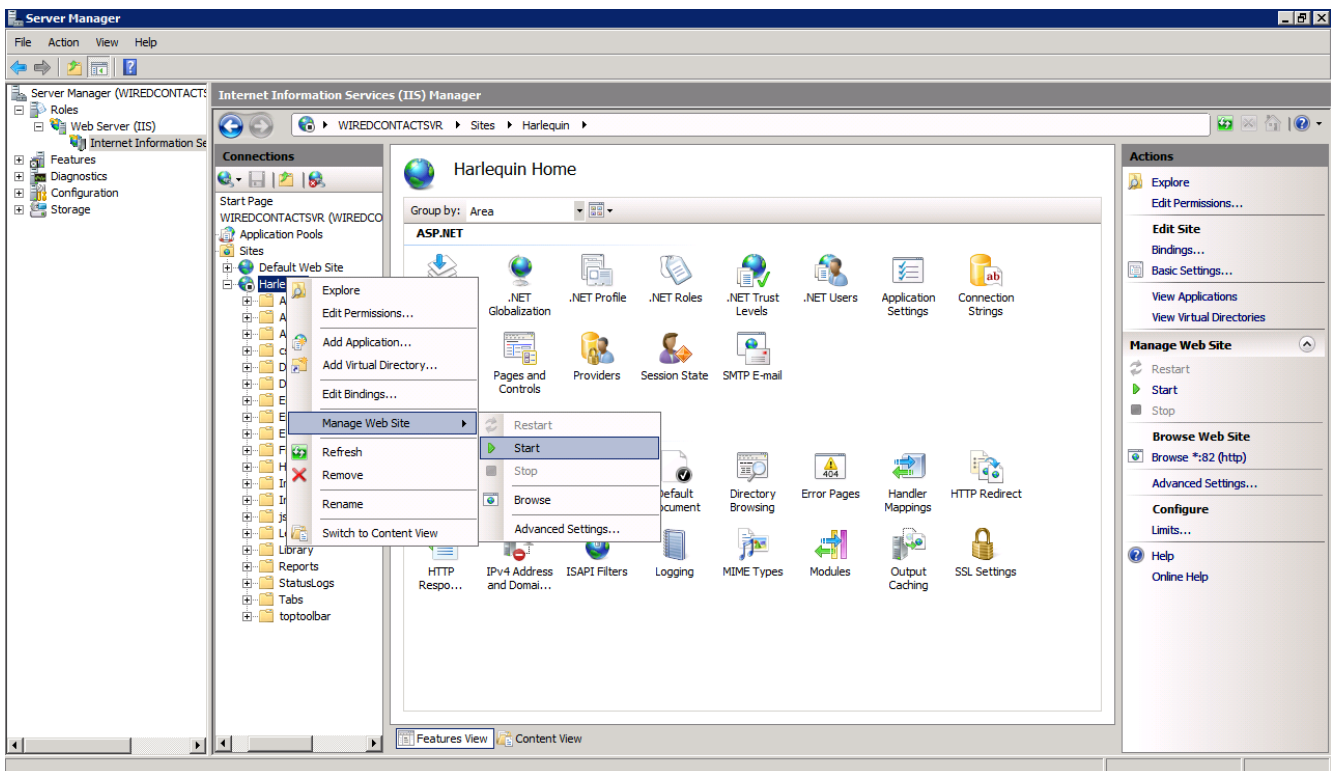 Server Manager
File Action View Help
Server Manager (WIREDCONTACTS
Roles
Web Server (IIS)
Internet Information Se
Features
Diagnostics
Configuration
Storage
Internet Information Services (IIS) Manager
WIREDCONTACTSVR Sites Harlequin
Connections
Start Page
WIREDCONTACTSVR (WIREDCO
Application Pools
Sites
Default Web Site
Harle
A
A
A
D
D
E
E
E
F
H
Library
Reports
StatusLogs
Tabs
toptoolbar
Explore
Edit Permissions...
Add Application...
Add Virtual Directory...
Edit Bindings...
Manage Web Site
Refresh
Remove
Rename
Switch to Content View
Restart
Start
Stop
Browse
Advanced Settings...
Harlequin Home
Group by: Area
ASP.NET
.NET Globalization
.NET Profile
.NET Roles
.NET Trust Levels
.NET Users
Application Settings
Connection Strings
Pages and Controls
Providers
Session State
SMTP E-mail
Directory Browsing
Error Pages
404
Handler Mappings
HTTP Redirect
HTTP Respo...
IPv4 Address and Domai...
ISAPI Filters
Logging
MIME Types
Modules
Output Caching
SSL Settings
Features View
Content View
Actions
Explore
Edit Permissions...
Edit Site
Bindings...
Basic Settings...
View Applications
View Virtual Directories
Manage Web Site
Restart
Start
Stop
Browse Web Site
Browse *:82 (http)
Advanced Settings...
Configure
Limits...
Help
Online Help